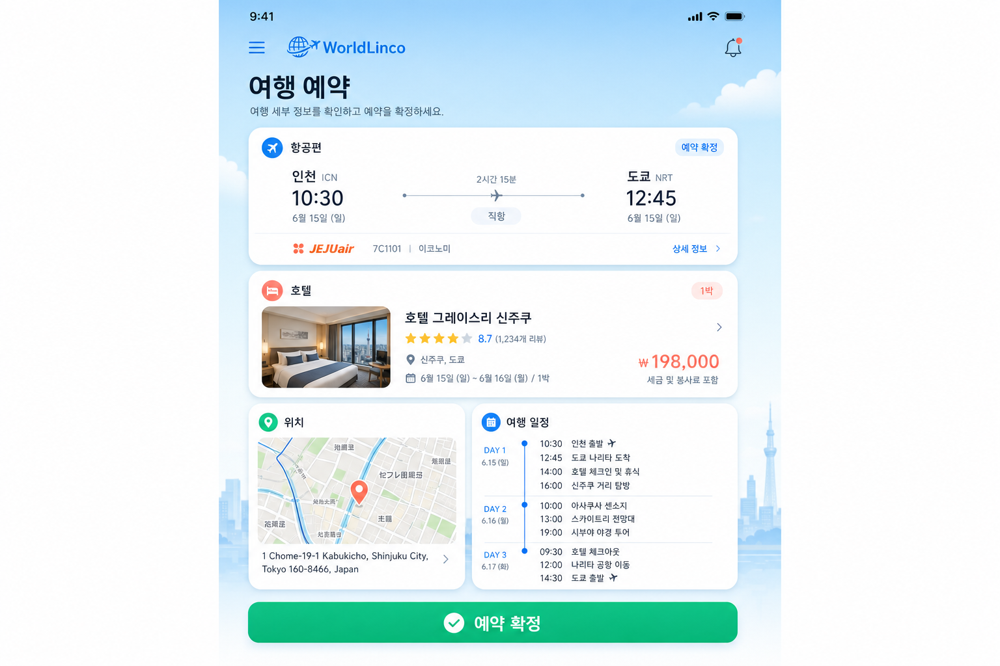 9:41
WorldLinco
여행 예약
여행 세부 정보를 확인하고 예약을 확정하세요.
항공편
예약 확정
인천 ICN
10:30
6월 15일 (일)
2시간 15분
직항
도쿄 NRT
12:45
6월 15일 (일)
JEJUair
7C1101 | 이코노미
상세 정보
호텔
1박
호텔 그레이스리 신주쿠
8.7 (1,234개 리뷰)
신주쿠, 도쿄
6월 15일 (일) ~ 6월 16일 (월) / 1박
₩198,000
세금 및 봉사료 포함
위치
1 Chome-19-1 Kabukicho, Shinjuku City,
Tokyo 160-8466, Japan
여행 일정
DAY 1
6.15 (일)
10:30 인천 출발
12:45 도쿄 나리타 도착
14:00 호텔 체크인 및 휴식
16:00 신주쿠 거리 탐방
DAY 2
6.16 (월)
10:00 아사쿠사 센소지
13:00 스카이트리 전망대
19:00 시부야 야경 투어
DAY 3
6.17 (화)
09:30 호텔 체크아웃
12:00 나리타 공항 이동
14:30 도쿄 출발
예약 확정